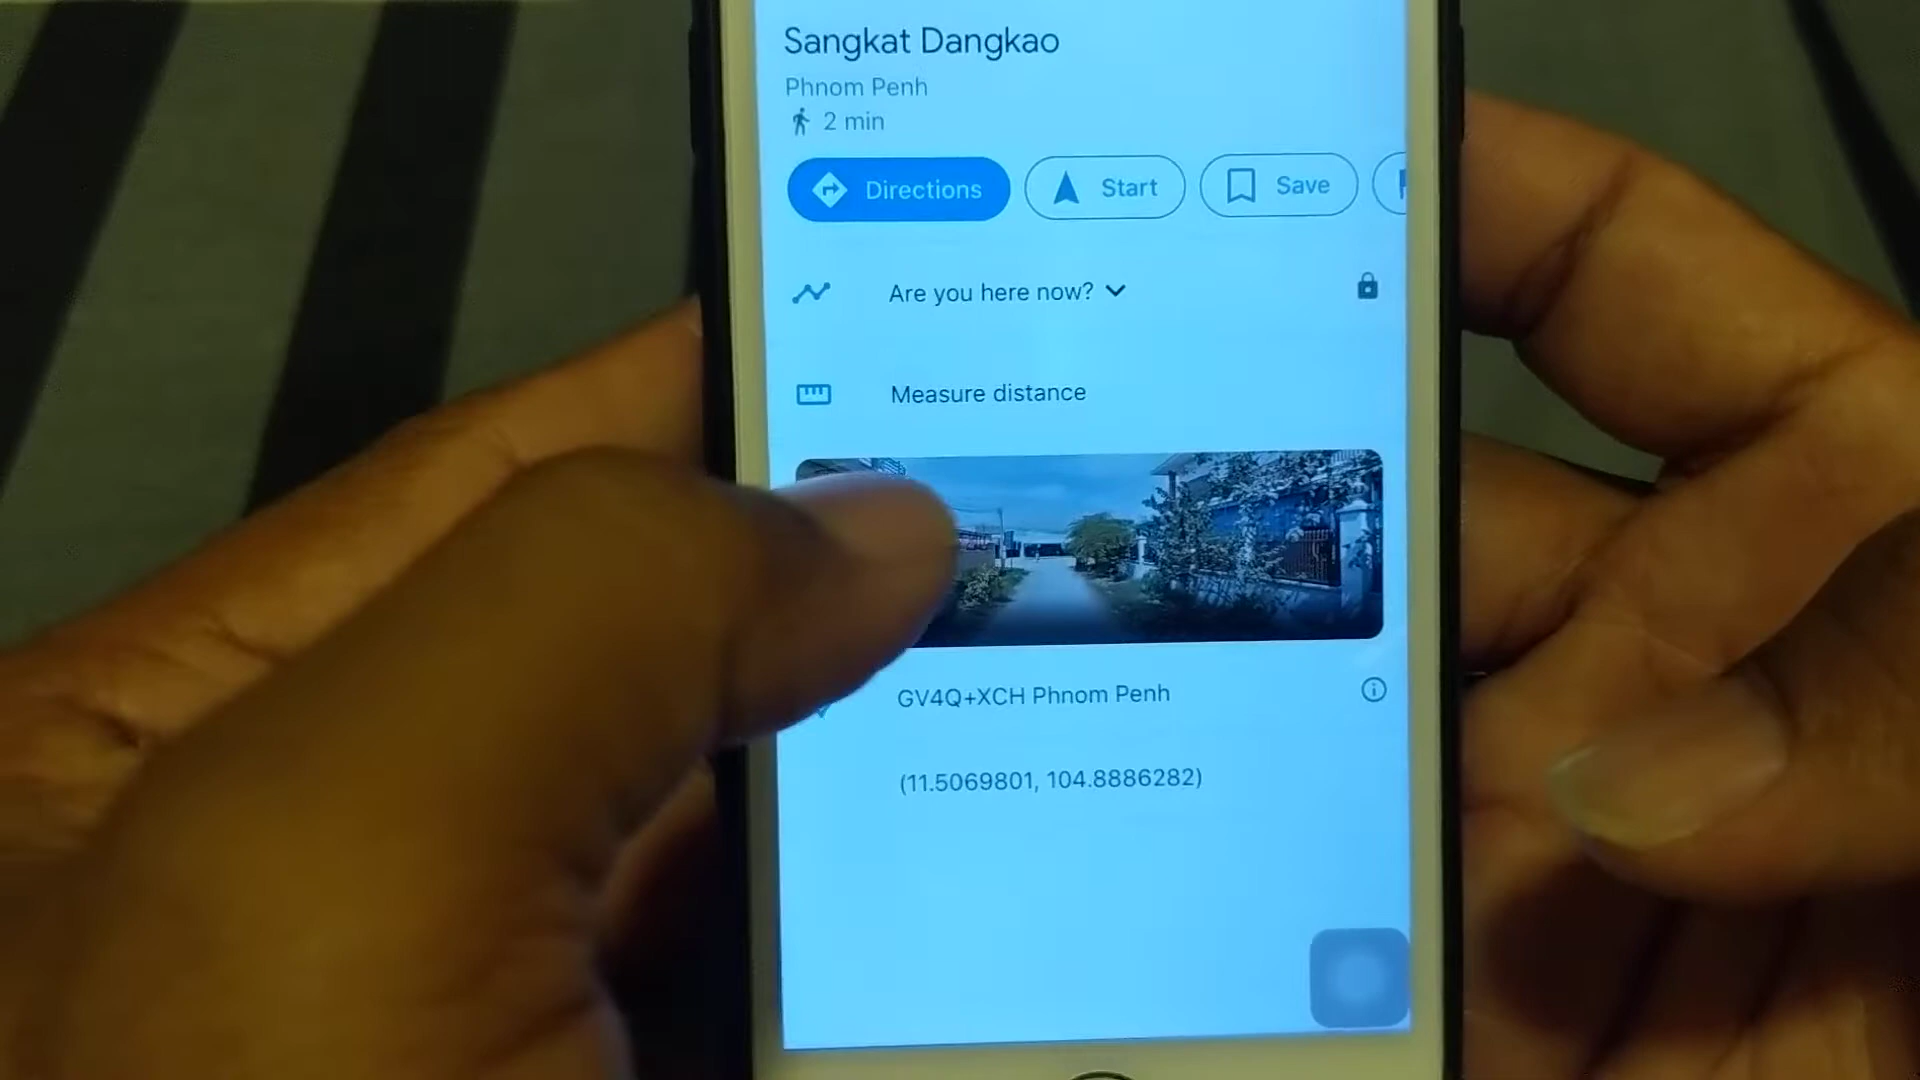 Sangkat Dangkao
Phnom Penh
2 min
Directions
Start
Save
Are you here now?
Measure distance
GV4Q+XCH Phnom Penh
(11.5069801, 104.8886282)